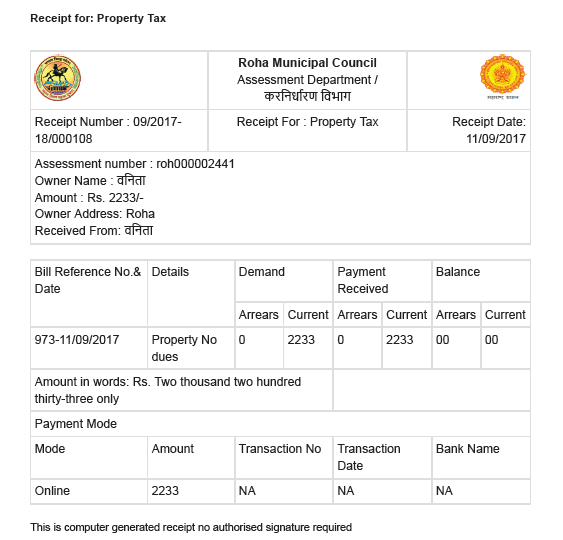 Receipt for: Property Tax
Roha Municipal Council
Assessment Department /
करनिर्धारण विभाग
महाराष्ट्र शासन
Receipt Number : 09/2017-
18/000108
Receipt For : Property Tax
Receipt Date:
11/09/2017
Assessment number : roh000002441
Owner Name : वनिता
Amount : Rs. 2233/-
Owner Address: Roha
Received From: वनिता
Bill Reference No.&
Date
Details
Demand
Payment
Received
Balance
Arrears Current Arrears Current Arrears Current
973-11/09/2017
Property No
dues
0 2233 0 2233 00 00
Amount in words: Rs. Two thousand two hundred
thirty-three only
Payment Mode
Mode
Amount
Transaction No
Transaction
Date
Bank Name
Online 2233 NA NA NA
This is computer generated receipt no authorised signature required